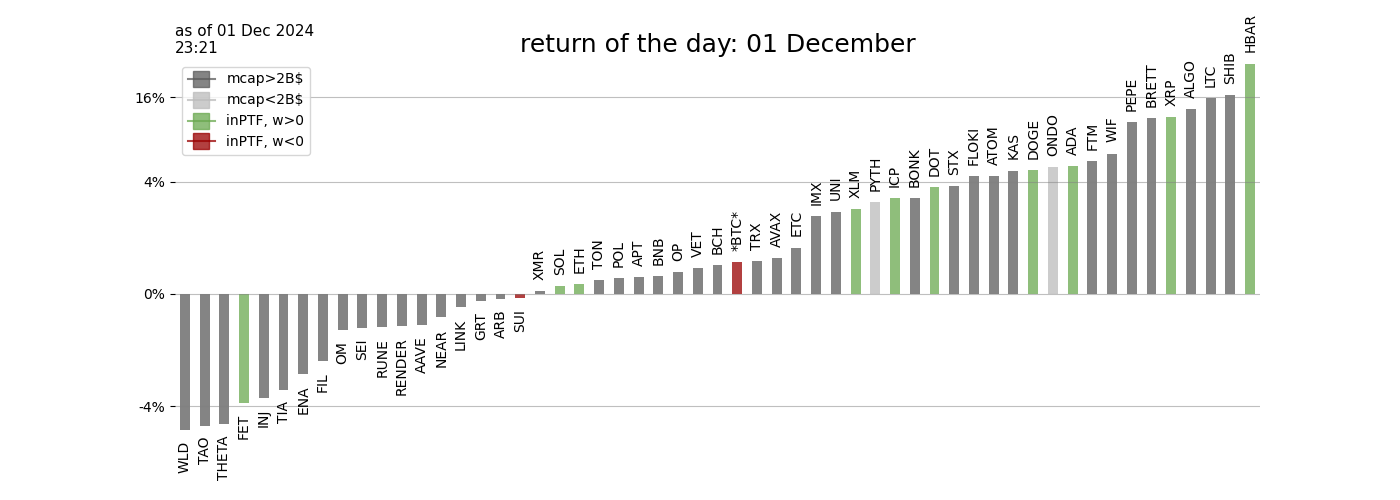 as of 01 Dec 2024
23:21
return of the day: 01 December
mcap>2B$
mcap<2B$
inPTF, w>0
inPTF, w<0
16%
4%
0%
-4%
WLD
TAO
THETA
FET
INJ
TIA
ENA
FIL
OM
SEI
RUNE
RENDER
AAVE
NEAR
LINK
GRT
ARB
SUI
XMR
SOL
ETH
TON
POL
APT
BNB
OP
VET
BCH
*BTC*
TRX
AVAX
ETC
IMX
UNI
XLM
PYTH
ICP
BONK
DOT
STX
FLOKI
ATOM
KAS
DOGE
ONDO
ADA
FTM
WIF
PEPE
BRETT
XRP
ALGO
LTC
SHIB
HBAR